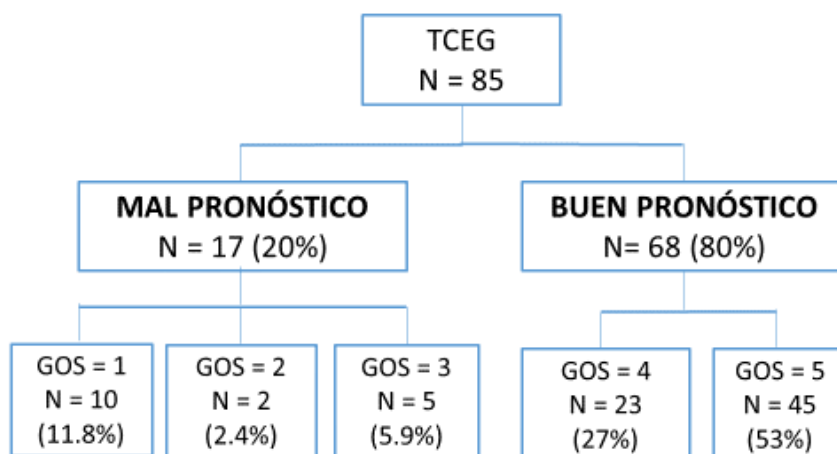 TCEG
N = 85
MAL PRONÓSTICO
N = 17 (20%)
BUEN PRONÓSTICO
N= 68 (80%)
GOS = 1
N = 10
(11.8%)
GOS = 2
N = 2
(2.4%)
GOS = 3
N = 5
(5.9%)
GOS = 4
N = 23
(27%)
GOS = 5
N = 45
(53%)